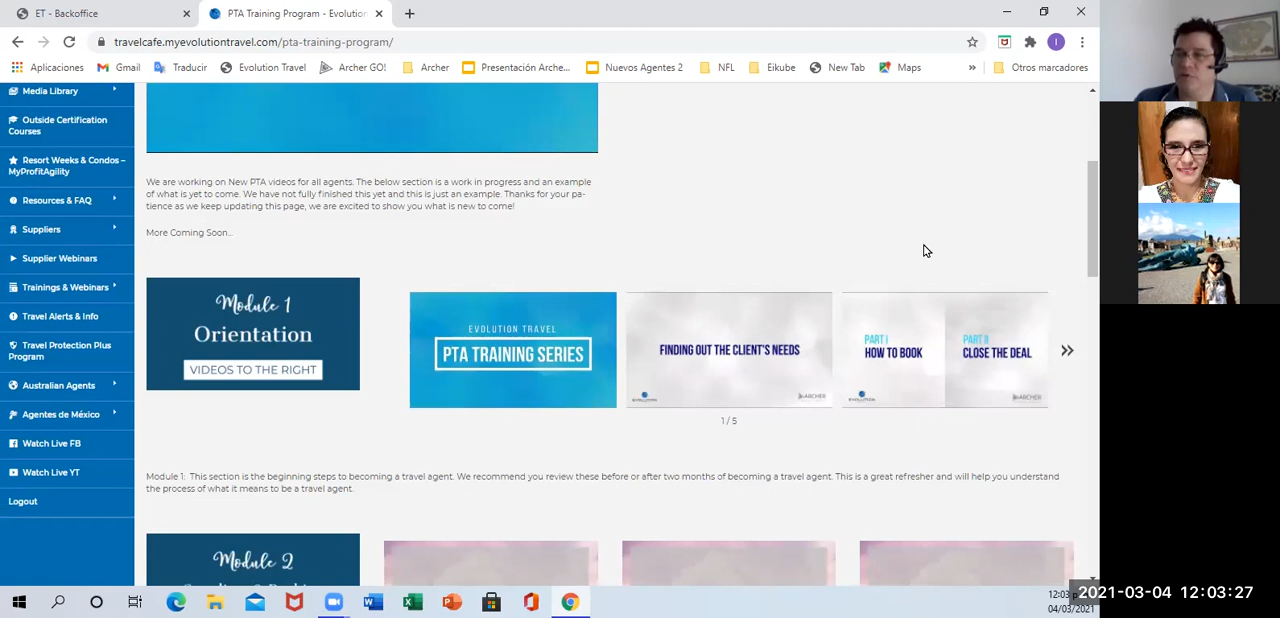 ET - Backoffice
PTA Training Program - Evolution
travelcafe.myevolutiontravel.com/pta-training-program/
I
Aplicaciones
Gmail
Traducir
Evolution Travel
Archer GO!
Archer
Presentación Arche...
Nuevos Agentes 2
NFL
Eikube
New Tab
Maps
»
Otros marcadores
Media Library
Outside Certification
Courses
Resort Weeks & Condos –
MyProfitAgility
Resources & FAQ
Suppliers
Supplier Webinars
Trainings & Webinars
Travel Alerts & Info
Travel Protection Plus
Program
Australian Agents
Agentes de México
Watch Live FB
Watch Live YT
Logout
We are working on New PTA videos for all agents. The below section is a work in progress and an example
of what is yet to come. We have not fully finished this yet and this is just an example. Thanks for your pa-
tience as we keep updating this page, we are excited to show you what is new to come!
More Coming Soon...
Module 1
Orientation
VIDEOS TO THE RIGHT
EVOLUTION TRAVEL
PTA TRAINING SERIES
FINDING OUT THE CLIENT'S NEEDS
EVOLUTION
ARCHER
PART I
HOW TO BOOK
PART II
CLOSE THE DEAL
EVOLUTION
ARCHER
»
1 / 5
Module 1: This section is the beginning steps to becoming a travel agent. We recommend you review these before or after two months of becoming a travel agent. This is a great refresher and will help you understand
the process of what it means to be a travel agent.
Module 2
12:03 p
04/03/2021
2021-03-04 12:03:27